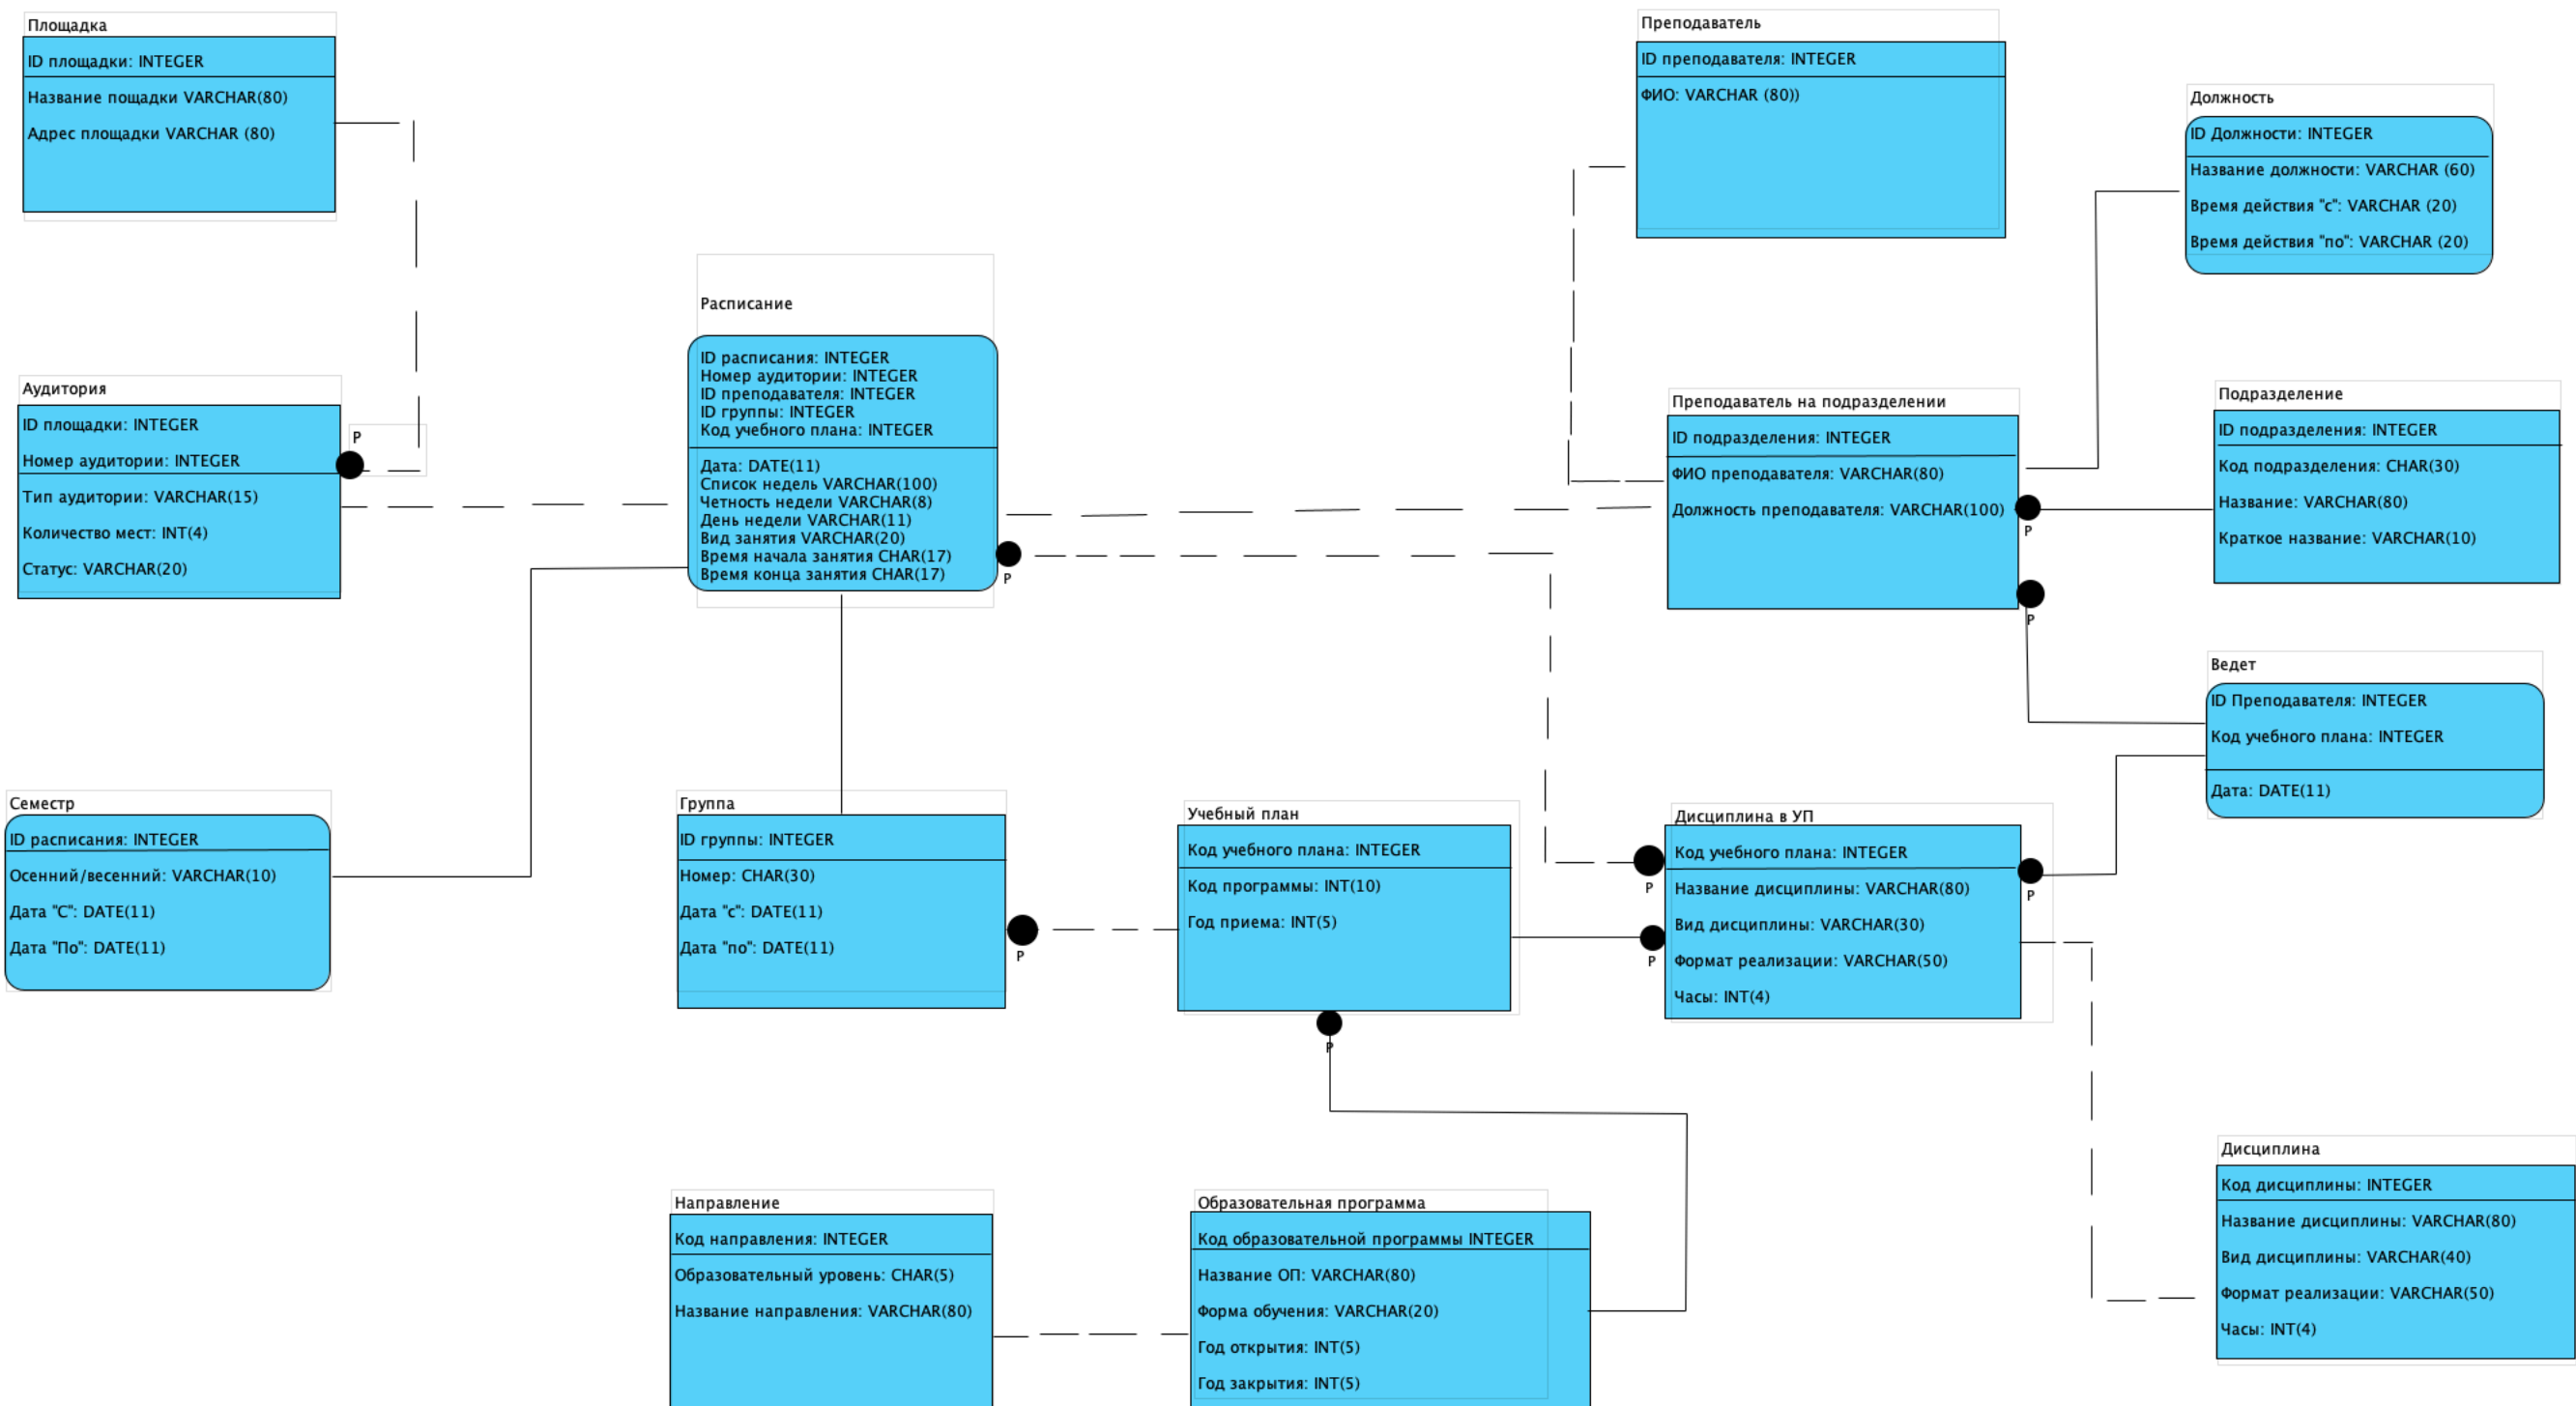 Площадка
ID площадки: INTEGER
Название пощадки VARCHAR(80)
Адрес площадки VARCHAR (80)
Преподаватель
ID преподавателя: INTEGER
ФИО: VARCHAR (80))
Должность
ID Должности: INTEGER
Название должности: VARCHAR (60)
Время действия "с": VARCHAR (20)
Время действия "по": VARCHAR (20)
Расписание
ID расписания: INTEGER
Номер аудитории: INTEGER
ID преподавателя: INTEGER
ID группы: INTEGER
Код учебного плана: INTEGER
Дата: DATE(11)
Список недель VARCHAR(100)
Четность недели VARCHAR(8)
День недели VARCHAR(11)
Вид занятия VARCHAR(20)
Время начала занятия CHAR(17)
Время конца занятия CHAR(17)
P
Аудитория
ID площадки: INTEGER
Номер аудитории: INTEGER
Тип аудитории: VARCHAR(15)
Количество мест: INT(4)
Статус: VARCHAR(20)
P
Преподаватель на подразделении
ID подразделения: INTEGER
ФИО преподавателя: VARCHAR(80)
Должность преподавателя: VARCHAR(100)
P
P
Подразделение
ID подразделения: INTEGER
Код подразделения: CHAR(30)
Название: VARCHAR(80)
Краткое название: VARCHAR(10)
Ведет
ID Преподавателя: INTEGER
Код учебного плана: INTEGER
Дата: DATE(11)
Семестр
ID расписания: INTEGER
Осенний/весенний: VARCHAR(10)
Дата "С": DATE(11)
Дата "По": DATE(11)
Группа
ID группы: INTEGER
Номер: CHAR(30)
Дата "с": DATE(11)
Дата "по": DATE(11)
P
Учебный план
Код учебного плана: INTEGER
Код программы: INT(10)
Год приема: INT(5)
P
P
P
Дисциплина в УП
Код учебного плана: INTEGER
Название дисциплины: VARCHAR(80)
Вид дисциплины: VARCHAR(30)
Формат реализации: VARCHAR(50)
Часы: INT(4)
P
Направление
Код направления: INTEGER
Образовательный уровень: CHAR(5)
Название направления: VARCHAR(80)
Образовательная программа
Код образовательной программы INTEGER
Название ОП: VARCHAR(80)
Форма обучения: VARCHAR(20)
Год открытия: INT(5)
Год закрытия: INT(5)
Дисциплина
Код дисциплины: INTEGER
Название дисциплины: VARCHAR(80)
Вид дисциплины: VARCHAR(40)
Формат реализации: VARCHAR(50)
Часы: INT(4)